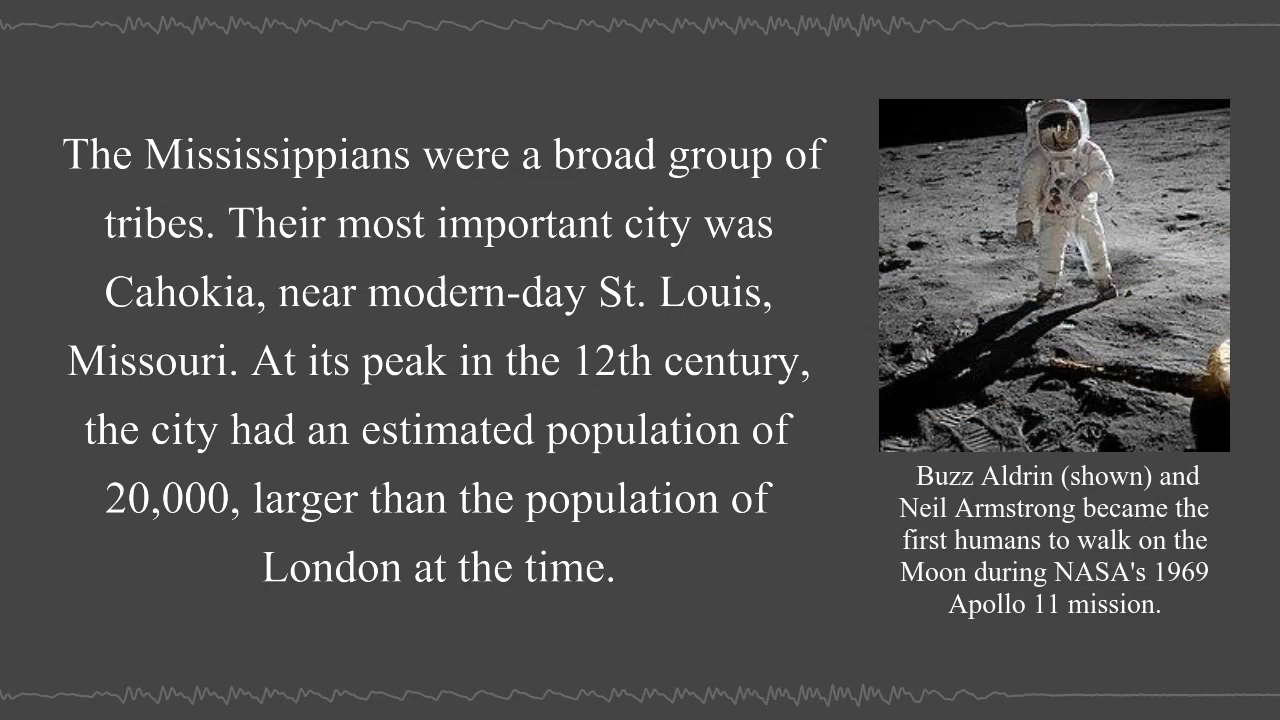 The Mississippians were a broad group of
tribes. Their most important city was
Cahokia, near modern-day St. Louis,
Missouri. At its peak in the 12th century,
the city had an estimated population of
20,000, larger than the population of
London at the time.
Buzz Aldrin (shown) and
Neil Armstrong became the
first humans to walk on the
Moon during NASA's 1969
Apollo 11 mission.